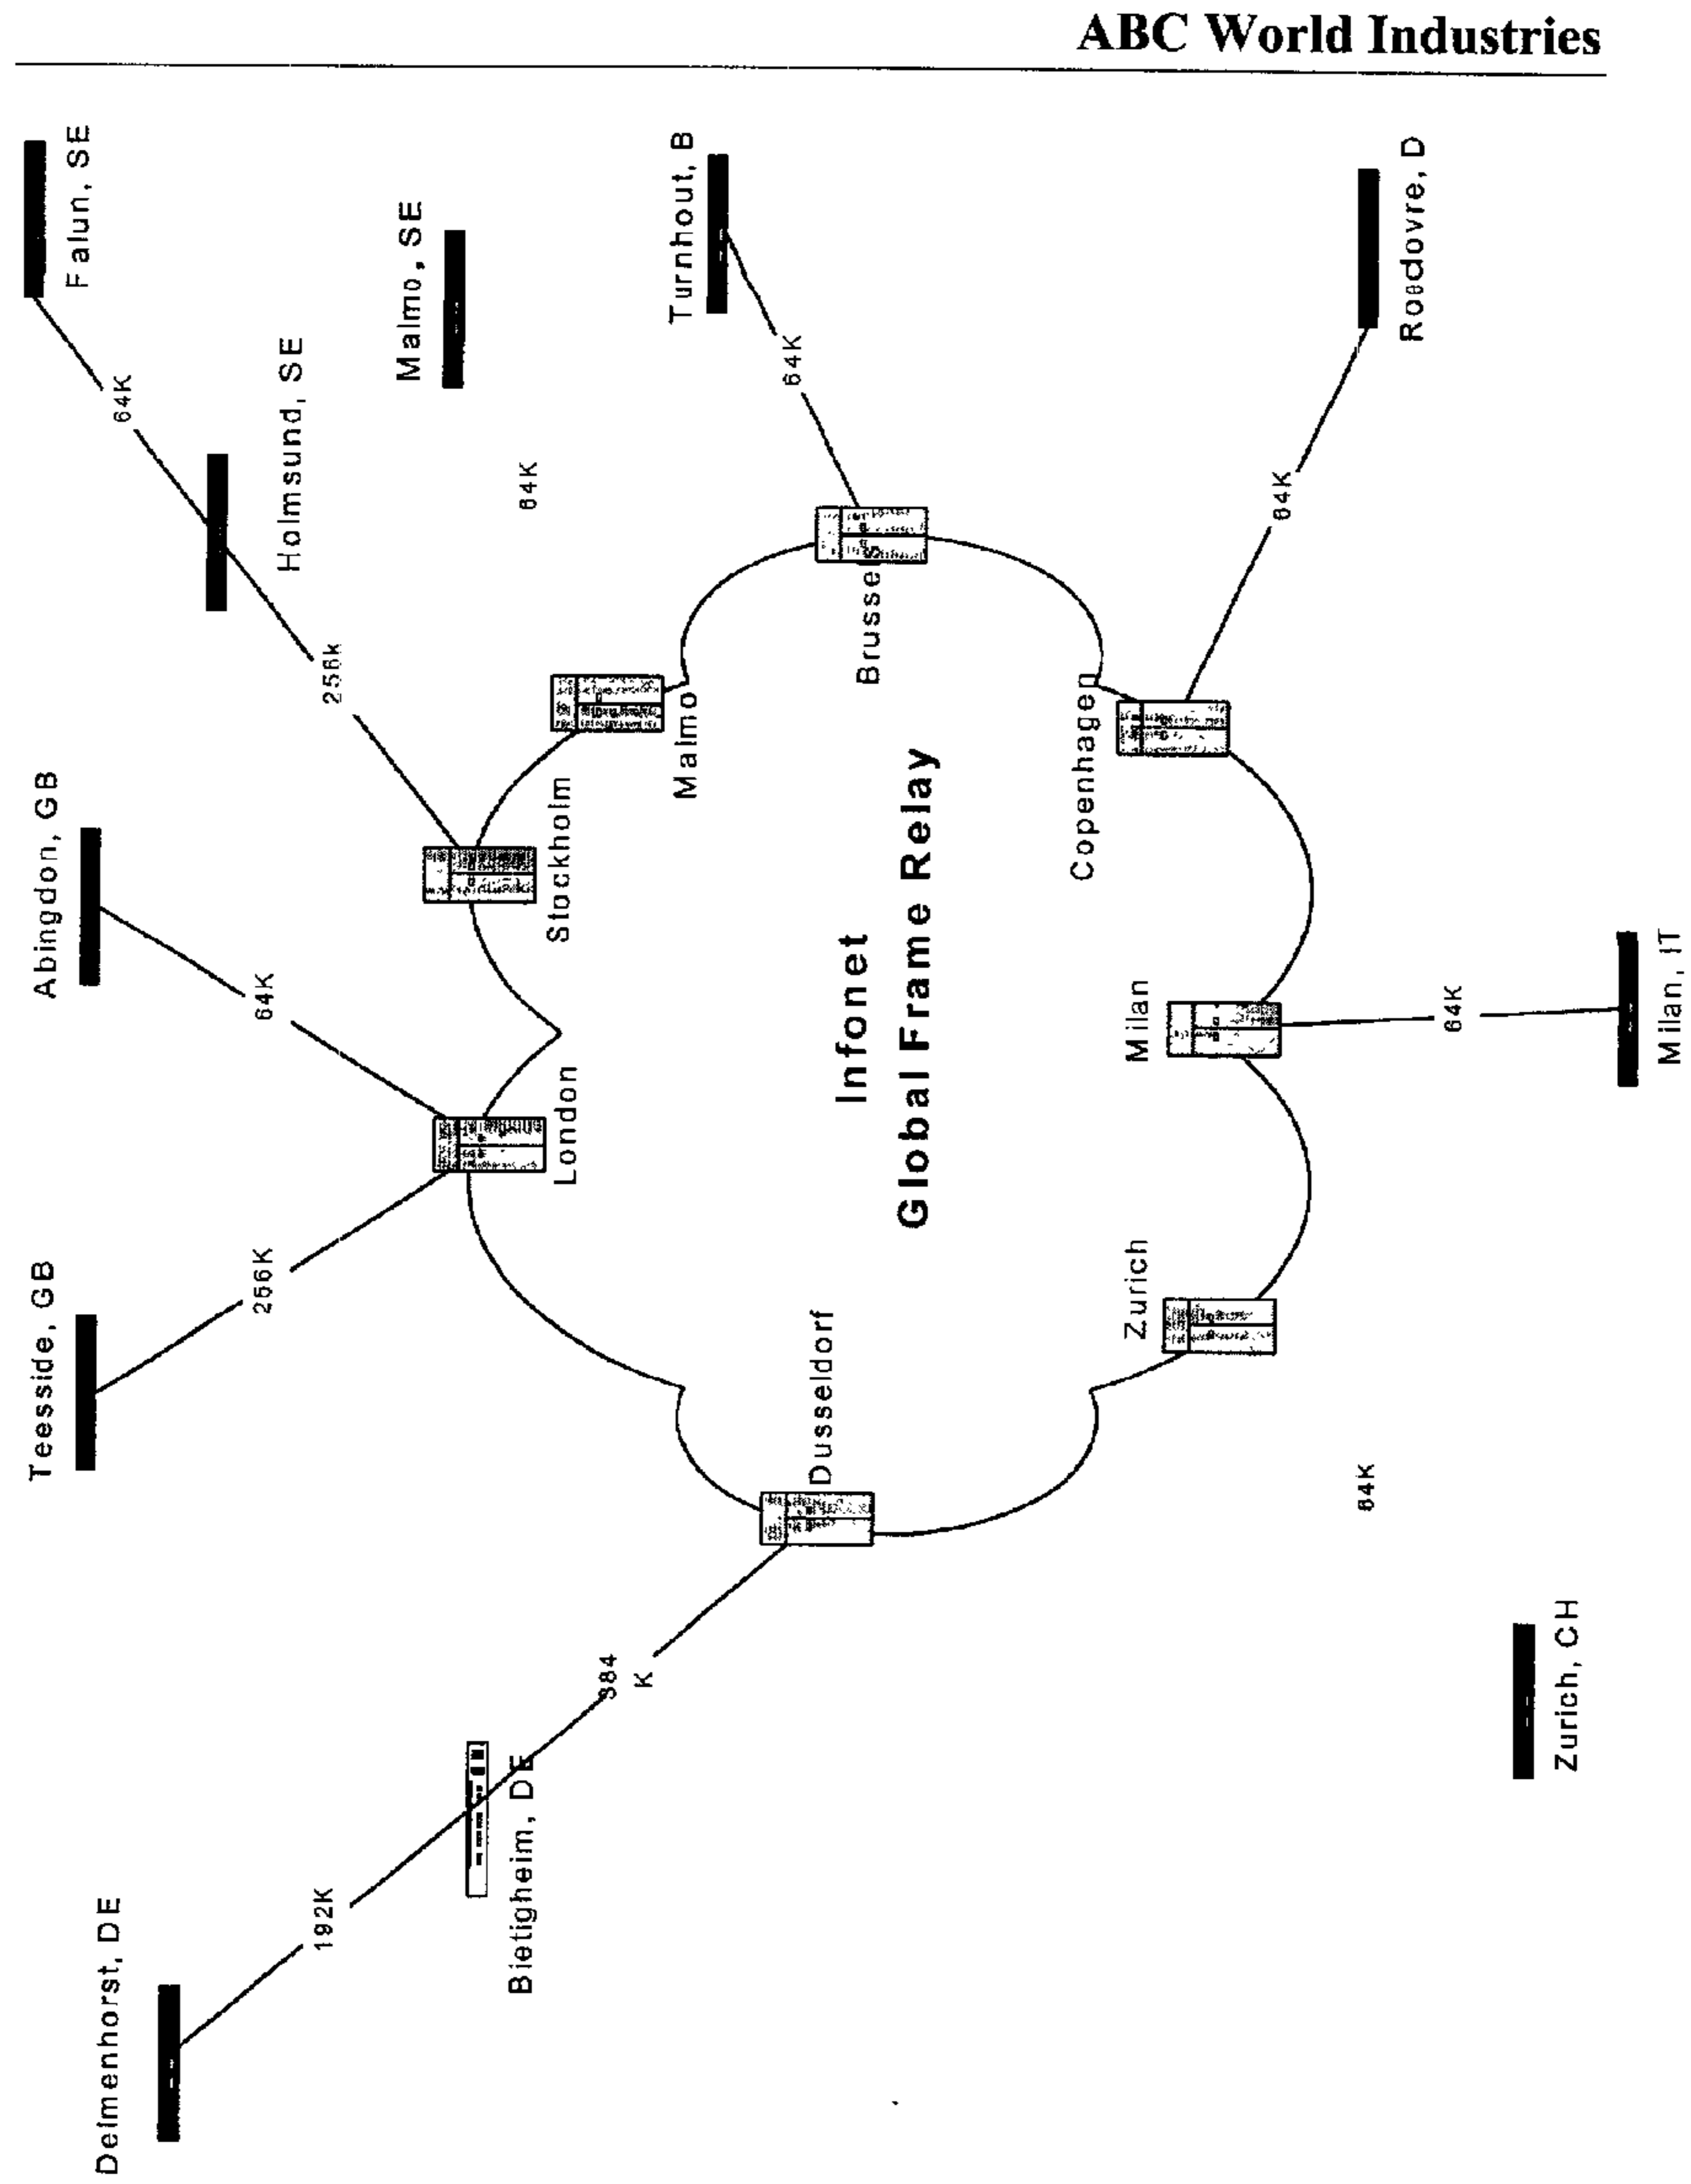 ABC World Industries
Falun, SE
64K
Holmsund, SE
256k
Malmo, SE
64K
Turnhout, B
64K
Roedovre, D
64K
Abingdon, GB
64K
Teesside, GB
256K
Stockholm
Malmo
Brussels
Copenhagen
London
Infonet
Global Frame Relay
Milan
64K
Milan, IT
Dusseldorf
Zurich
64K
Zurich, CH
384
K
Bietigheim, DE
192K
Delmenhorst, DE